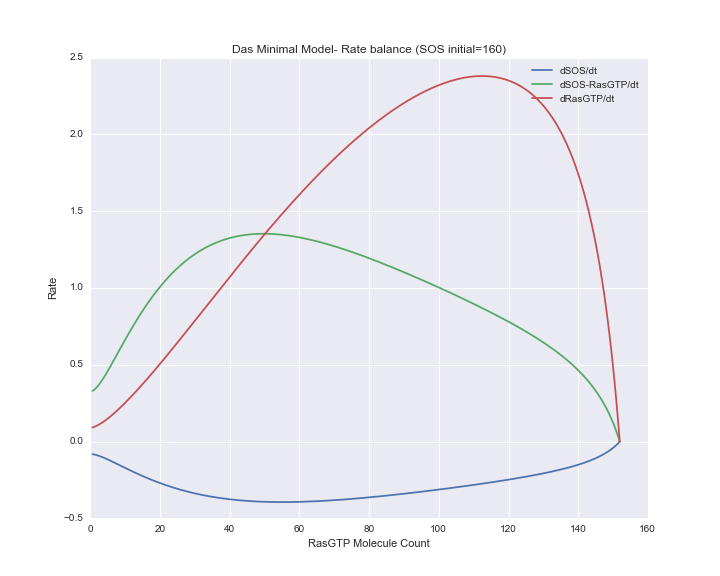 Das Minimal Model- Rate balance (SOS initial=160)
2.5
2.0
1.5
1.0
0.5
0.0
−0.5
Rate
dSOS/dt
dSOS-RasGTP/dt
dRasGTP/dt
0 20 40 60 80 100 120 140 160
RasGTP Molecule Count